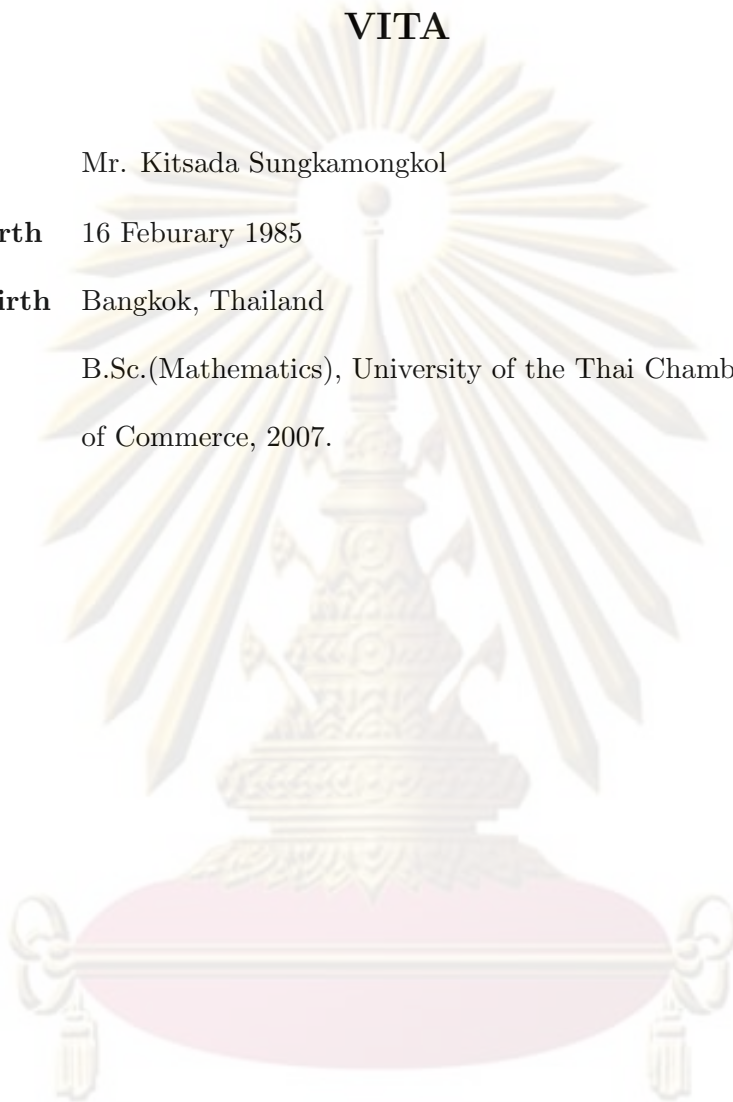 VITA
Mr. Kitsada Sungkamongkol
rth 16 Feburary 1985
irth Bangkok, Thailand
B.Sc.(Mathematics), University of the Thai Chamb
of Commerce, 2007.